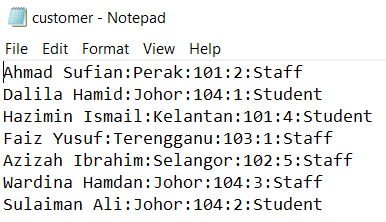 customer - Notepad
File Edit Format View Help
Ahmad Sufian:Perak:101:2:Staff
Dalila Hamid:Johor:104:1:Student
Hazimin Ismail:Kelantan:101:4:Student
Faiz Yusuf:Terengganu:103:1:Staff
Azizah Ibrahim:Selangor:102:5:Staff
Wardina Hamdan:Johor:104:3:Staff
Sulaiman Ali:Johor:104:2:Student